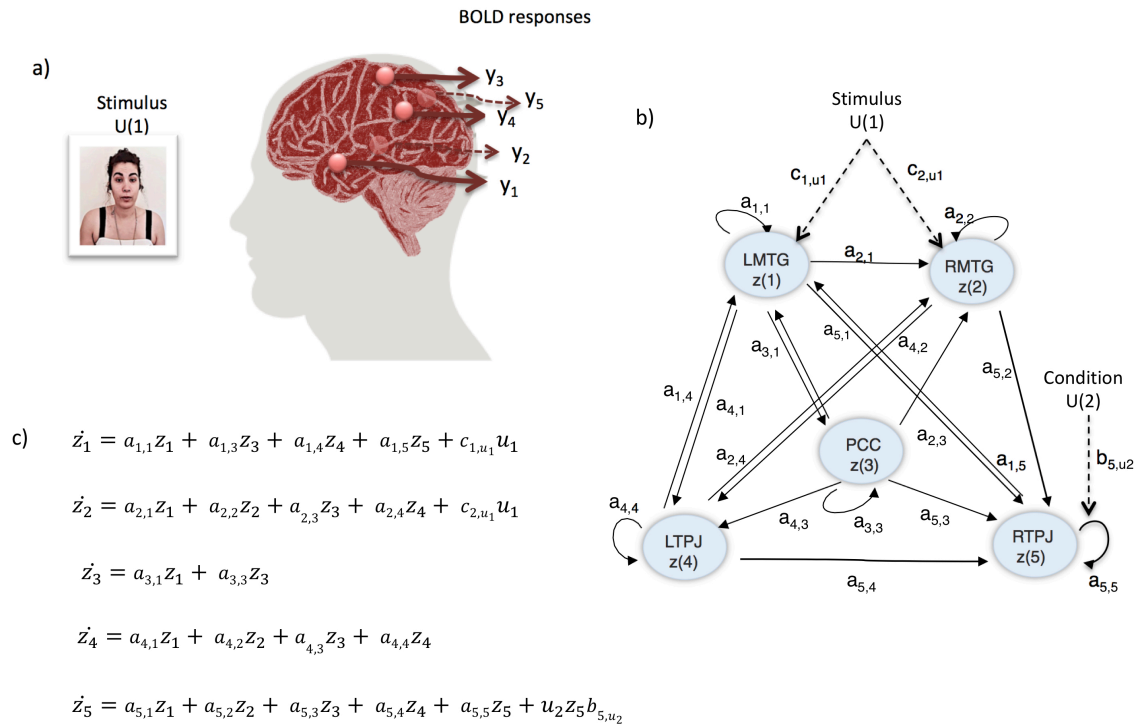 BOLD responses
a)
Stimulus
U(1)
y₃
y₅
y₄
y₂
y₁
b)
Stimulus
U(1)
c₁,ᵤ₁
c₂,ᵤ₁
a₁,₁
a₂,₂
LMTG
z(1)
a₂,₁
RMTG
z(2)
a₃,₁
a₅,₁
a₄,₂
a₅,₂
Condition
U(2)
a₁,₄
a₄,₁
a₂,₄
PCC
z(3)
a₂,₃
a₁,₅
b₅,ᵤ₂
a₄,₄
a₄,₃
a₃,₃
a₅,₃
LTPJ
z(4)
RTPJ
z(5)
a₅,₄
a₅,₅
c)
ż₁ = a₁,₁z₁ + a₁,₃z₃ + a₁,₄z₄ + a₁,₅z₅ + c₁,ᵤ₁u₁
ż₂ = a₂,₁z₁ + a₂,₂z₂ + a₂,₃z₃ + a₂,₄z₄ + c₂,ᵤ₁u₁
ż₃ = a₃,₁z₁ + a₃,₃z₃
ż₄ = a₄,₁z₁ + a₄,₂z₂ + a₄,₃z₃ + a₄,₄z₄
ż₅ = a₅,₁z₁ + a₅,₂z₂ + a₅,₃z₃ + a₅,₄z₄ + a₅,₅z₅ + u₂z₅b₅,ᵤ₂